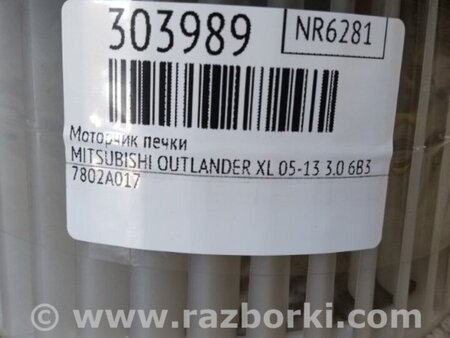 303989
NR6281
Моторчик печки
MITSUBISHI OUTLANDER XL 05-13 3.0 6B3
7802A017
© www.razborki.com